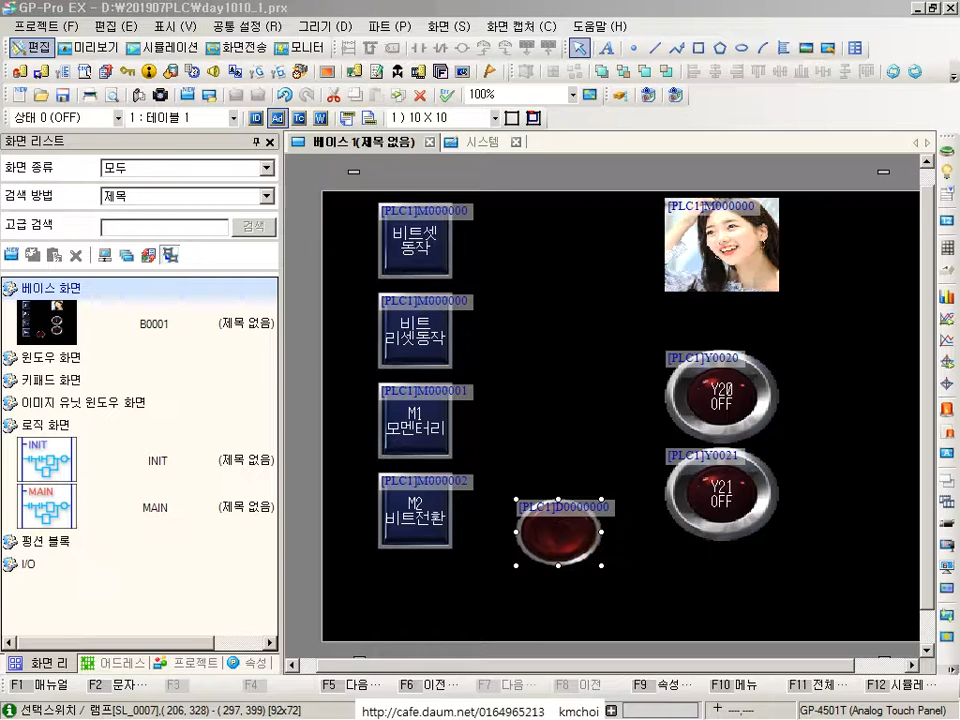 GP-Pro EX - D:\201907PLC\day1010_1.prx
프로젝트 (F) 편집 (E) 표시 (V) 공통 설정 (R) 그리기 (D) 파트 (P) 화면 (S) 화면 캡처 (C) 도움말 (H)
편집 미리보기 시뮬레이션 화면전송 모니터
100%
상태 0 (OFF) 1 : 테이블 1 1 ) 10 X 10
화면 리스트
베이스 1(제목 없음) 시스템
화면 종류 모두
검색 방법 제목
고급 검색 검색
베이스 화면
B0001 (제목 없음)
윈도우 화면
키패드 화면
이미지 유닛 윈도우 화면
로직 화면
INIT
INIT (제목 없음)
MAIN
MAIN (제목 없음)
펑션 블록
I/O
[PLC1]M000000
비트셋
동작
[PLC1]M000000
비트
리셋동작
[PLC1]M000001
M1
모멘터리
[PLC1]M000002
M2
비트전환
[PLC1]D0000000
[PLC1]M000000
[PLC1]Y0020
Y20
OFF
[PLC1]Y0021
Y21
OFF
화면 리 어드레스 프로젝트 속성
F1 매뉴얼 F2 문자··· F3 F4 F5 다음··· F6 이전··· F7 다음··· F8 이전 F9 속성··· F10 메뉴 F11 전체··· F12 시뮬레···
선택스위치 / 램프[SL_0007],( 206, 328) - ( 297, 399) [92x72]
http://cafe.daum.net/0164965213 kmchoi
---,---
GP-4501T (Analog Touch Panel)